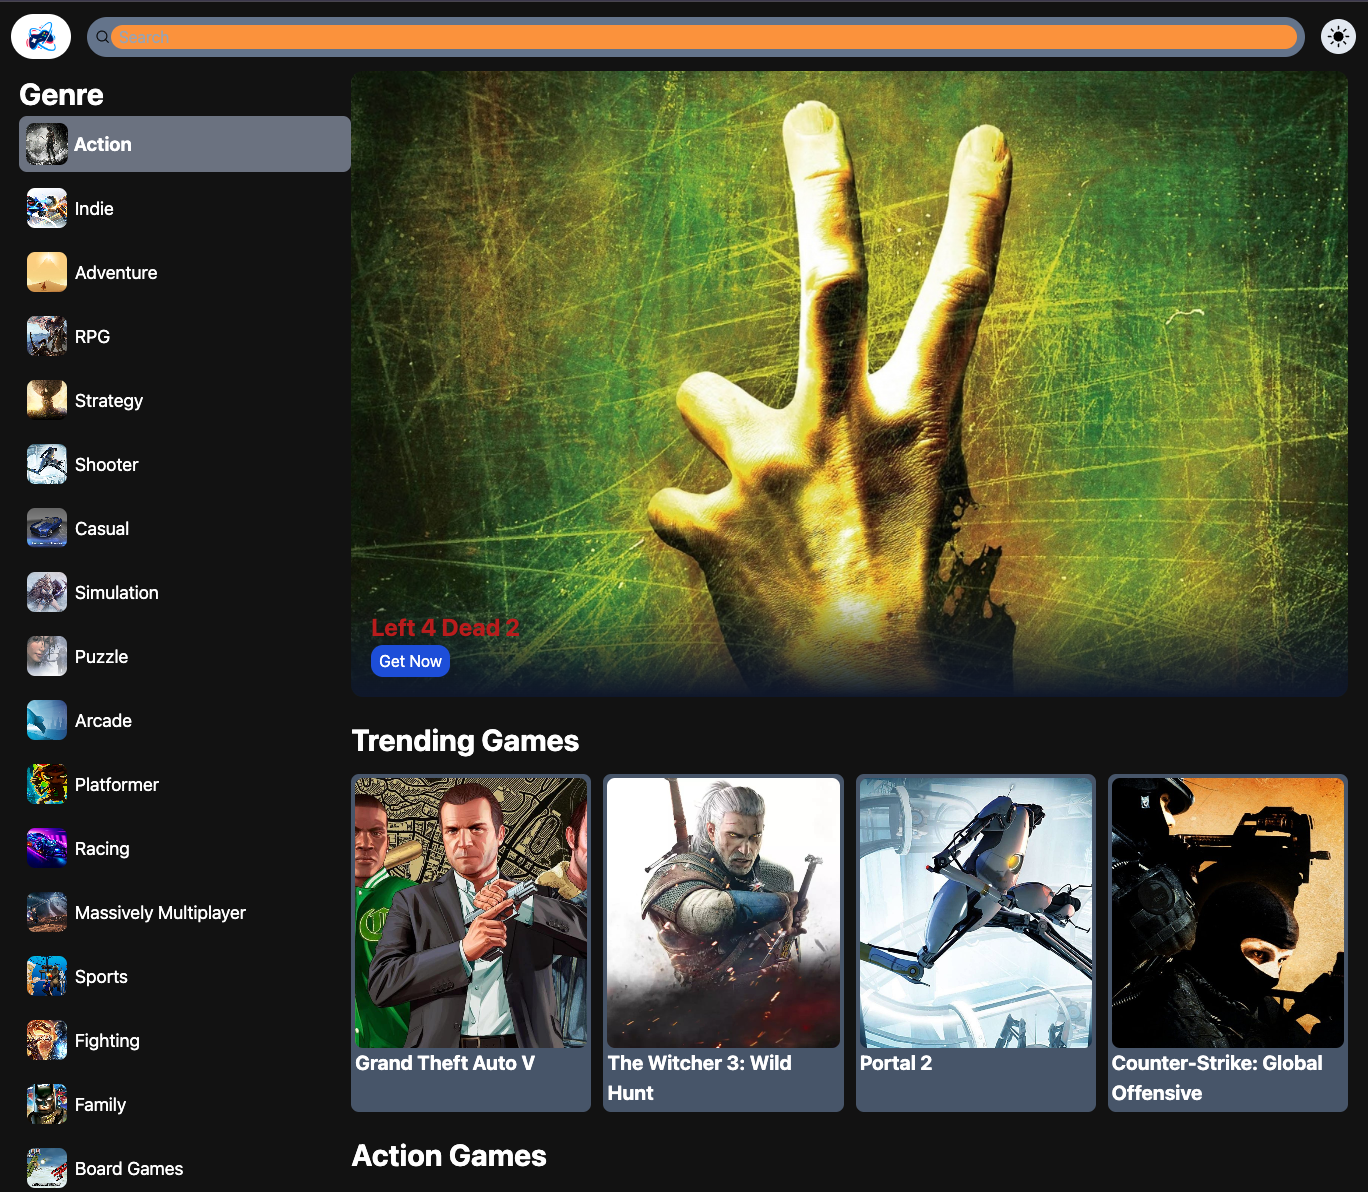 Search
Genre
Action
Indie
Adventure
RPG
Strategy
Shooter
Casual
Simulation
Puzzle
Arcade
Platformer
Racing
Massively Multiplayer
Sports
Fighting
Family
Board Games
Left 4 Dead 2
Get Now
Trending Games
Grand Theft Auto V
The Witcher 3: Wild
Hunt
Portal 2
Counter-Strike: Global
Offensive
Action Games